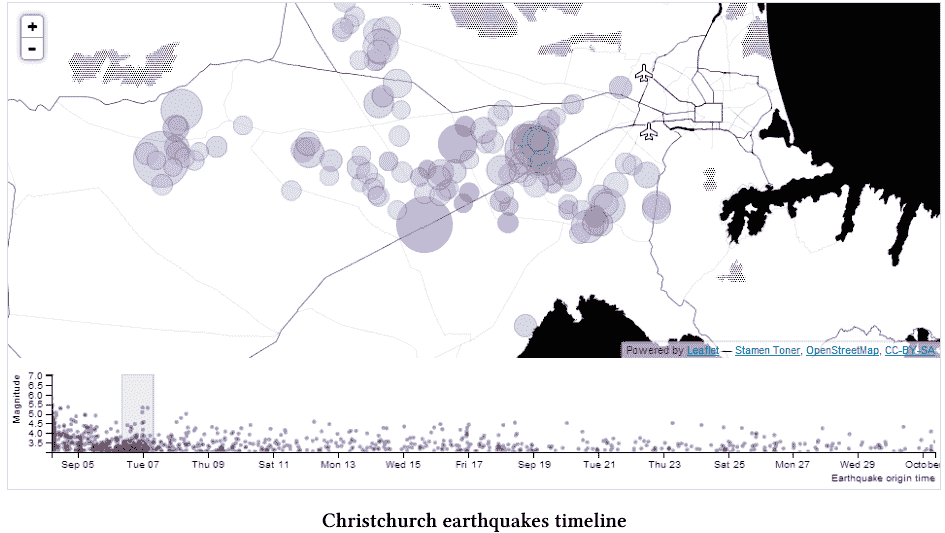 +
-
Powered by Leaflet — Stamen Toner, OpenStreetMap, CC-BY-SA
Magnitude
7.0
6.5
6.0
5.5
5.0
4.5
4.0
3.5
Sep 05 Tue 07 Thu 09 Sat 11 Mon 13 Wed 15 Fri 17 Sep 19 Tue 21 Thu 23 Sat 25 Mon 27 Wed 29 Octobe
Earthquake origin time
Christchurch earthquakes timeline